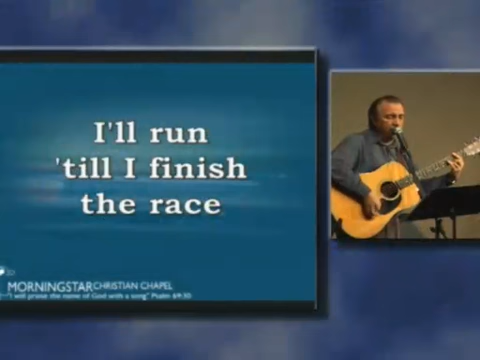 I'll run
'till I finish
the race
MORNINGSTAR CHRISTIAN CHAPEL
"I will praise the name of God with a song" Psalm 69:30